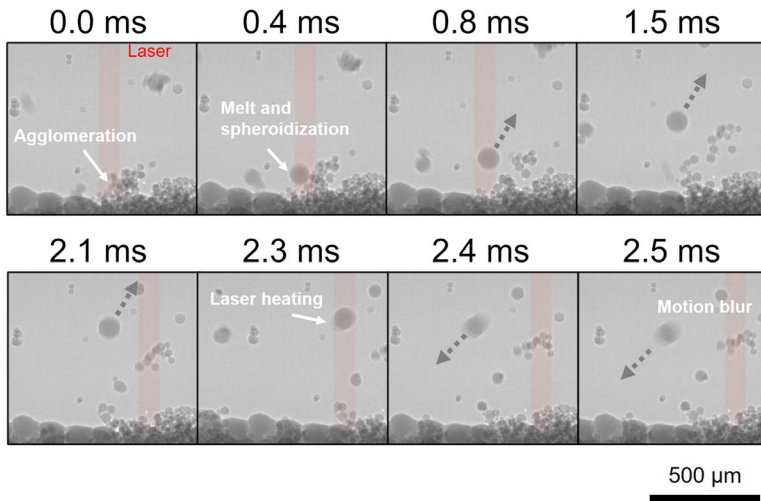 0.0 ms
0.4 ms
0.8 ms
1.5 ms
Laser
Agglomeration
Melt and
spheroidization
2.1 ms
2.3 ms
2.4 ms
2.5 ms
Laser heating
Motion blur
500 μm